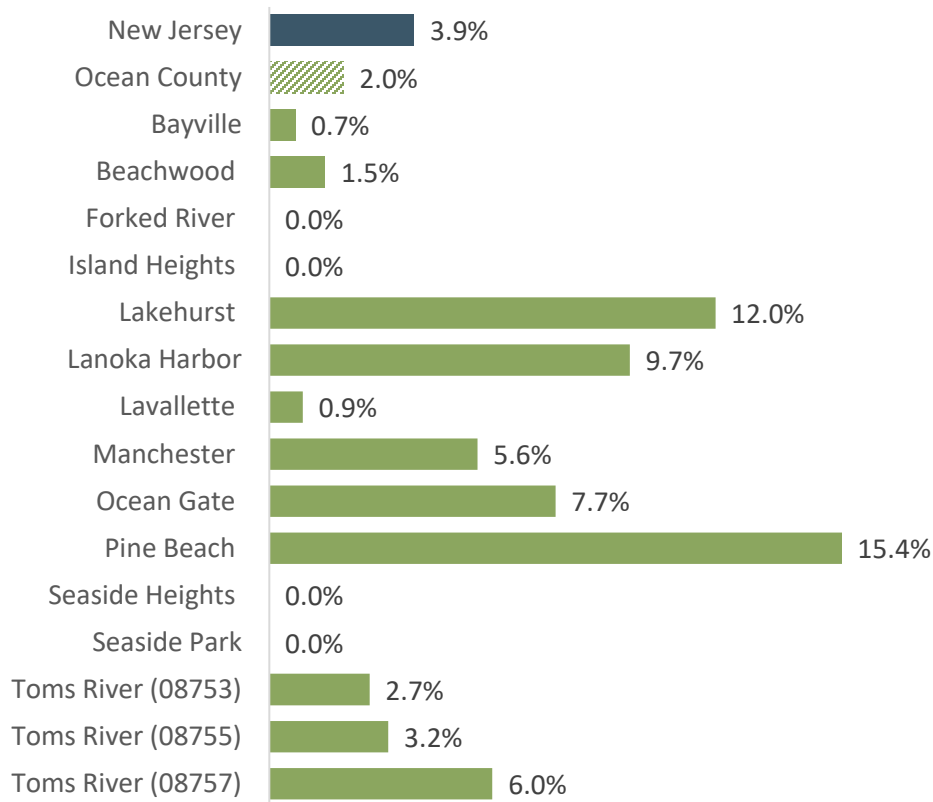 New Jersey 3.9%
Ocean County 2.0%
Bayville 0.7%
Beachwood 1.5%
Forked River 0.0%
Island Heights 0.0%
Lakehurst 12.0%
Lanoka Harbor 9.7%
Lavallette 0.9%
Manchester 5.6%
Ocean Gate 7.7%
Pine Beach 15.4%
Seaside Heights 0.0%
Seaside Park 0.0%
Toms River (08753) 2.7%
Toms River (08755) 3.2%
Toms River (08757) 6.0%